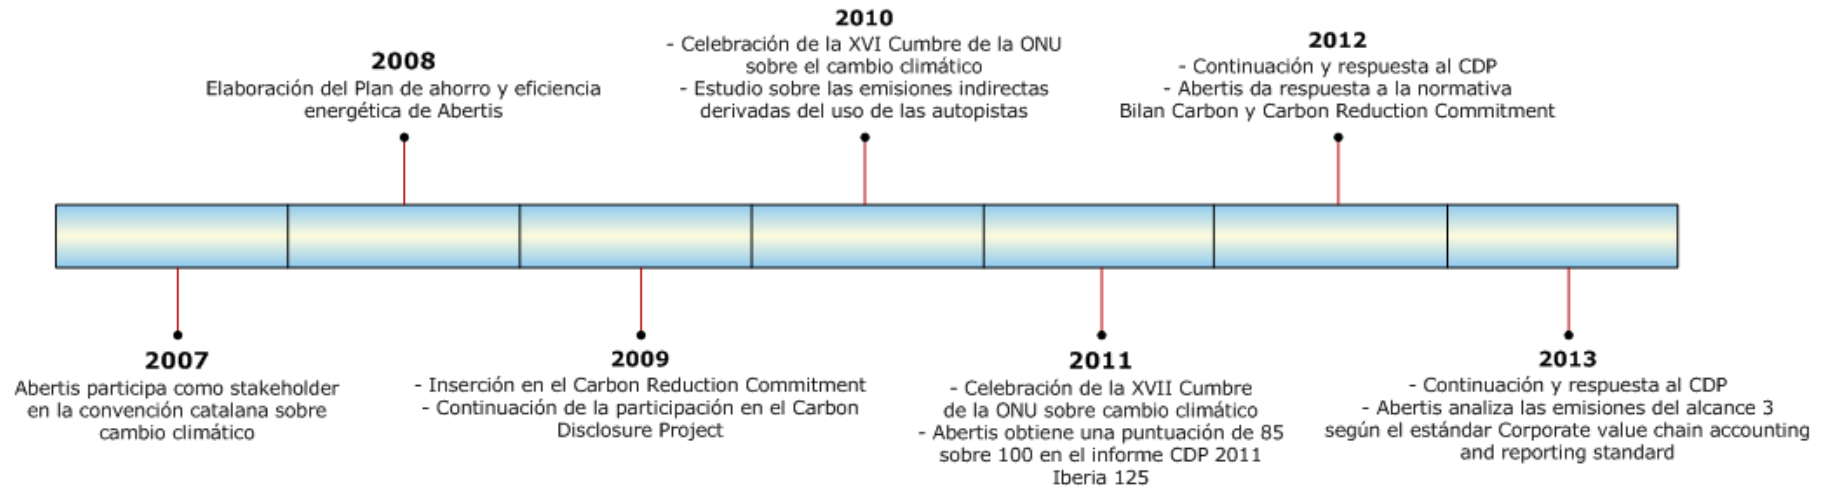 2007
Abertis participa como stakeholder
en la convención catalana sobre
cambio climático
2008
Elaboración del Plan de ahorro y eficiencia
energética de Abertis
2009
- Inserción en el Carbon Reduction Commitment
- Continuación de la participación en el Carbon
Disclosure Project
2010
- Celebración de la XVI Cumbre de la ONU
sobre el cambio climático
- Estudio sobre las emisiones indirectas
derivadas del uso de las autopistas
2011
- Celebración de la XVII Cumbre
de la ONU sobre cambio climático
- Abertis obtiene una puntuación de 85
sobre 100 en el informe CDP 2011
Iberia 125
2012
- Continuación y respuesta al CDP
- Abertis da respuesta a la normativa
Bilan Carbon y Carbon Reduction Commitment
2013
- Continuación y respuesta al CDP
- Abertis analiza las emisiones del alcance 3
según el estándar Corporate value chain accounting
and reporting standard